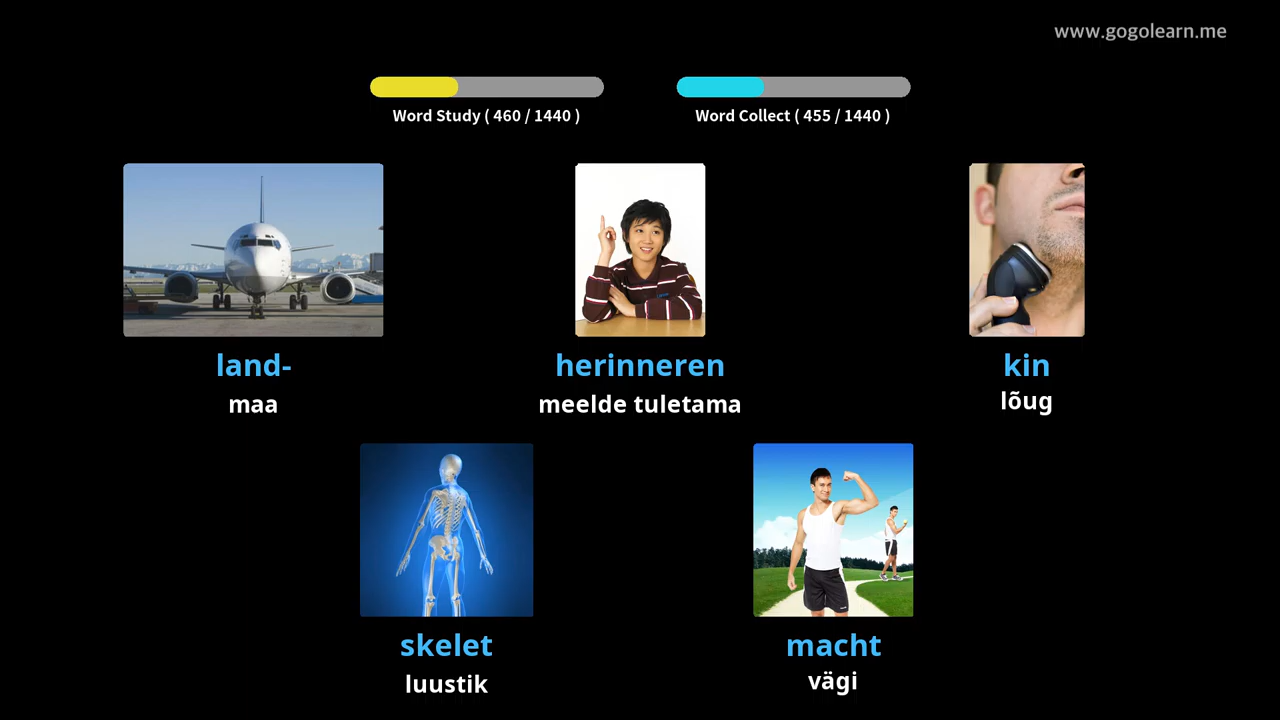 www.gogolearn.me
Word Study ( 460 / 1440 )
Word Collect ( 455 / 1440 )
land-
maa
herinneren
meelde tuletama
kin
lõug
skelet
luustik
macht
vägi